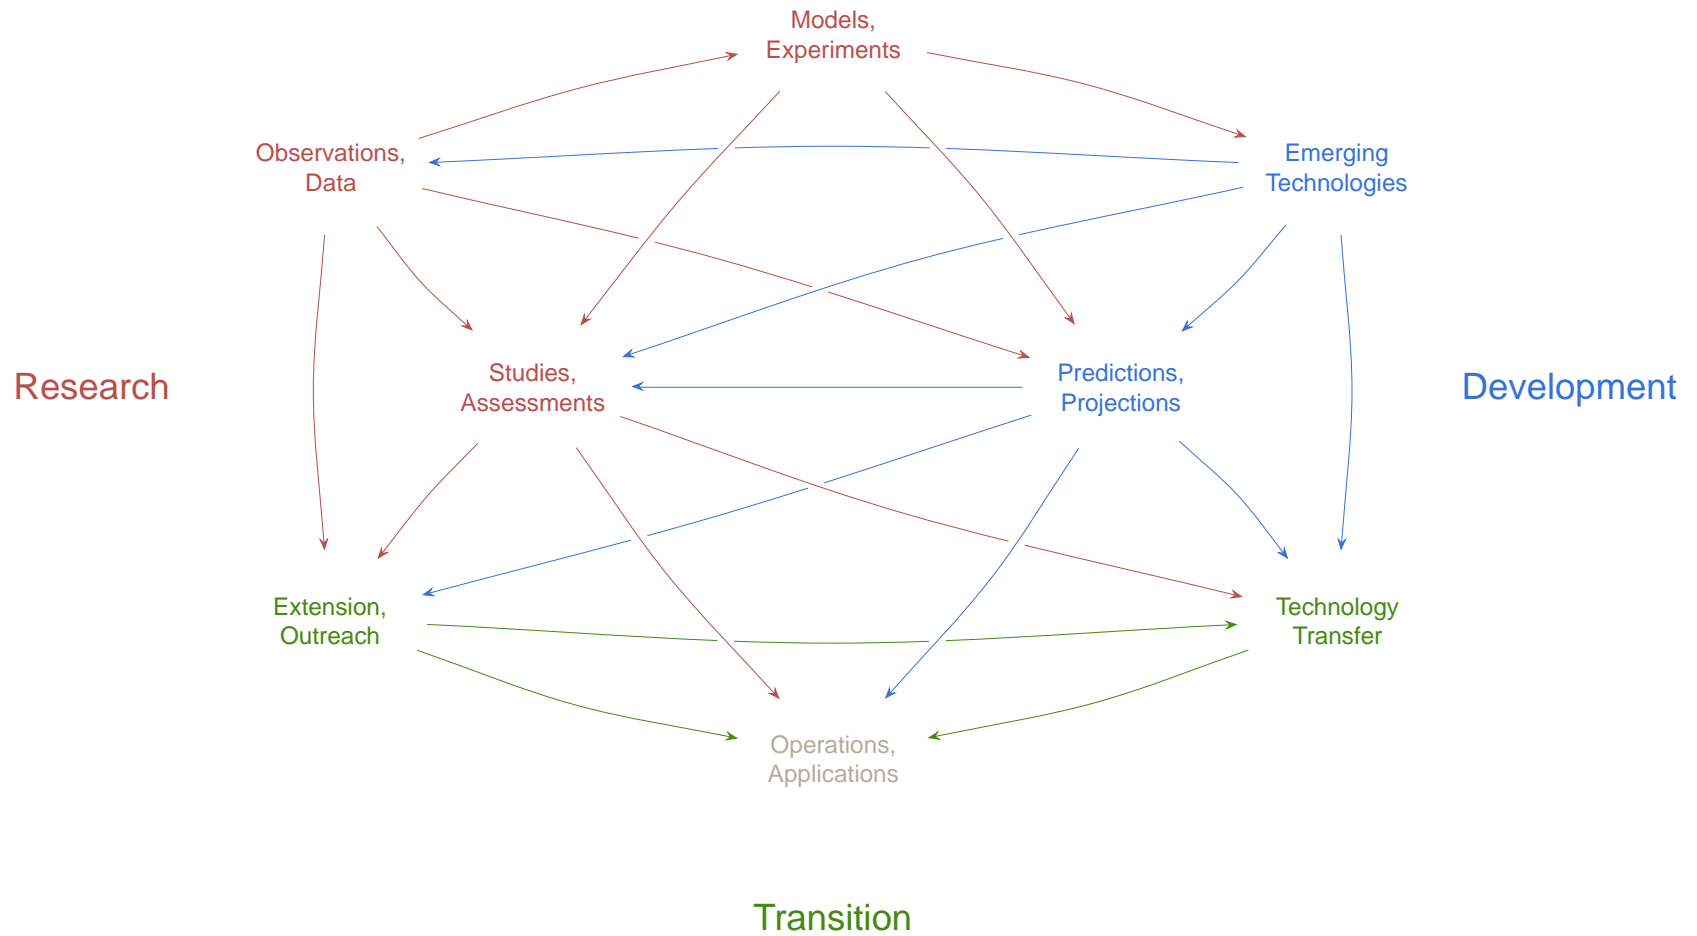 Models,
Experiments
Observations,
Data
Emerging
Technologies
Research
Studies,
Assessments
Predictions,
Projections
Development
Extension,
Outreach
Technology
Transfer
Operations,
Applications
Transition